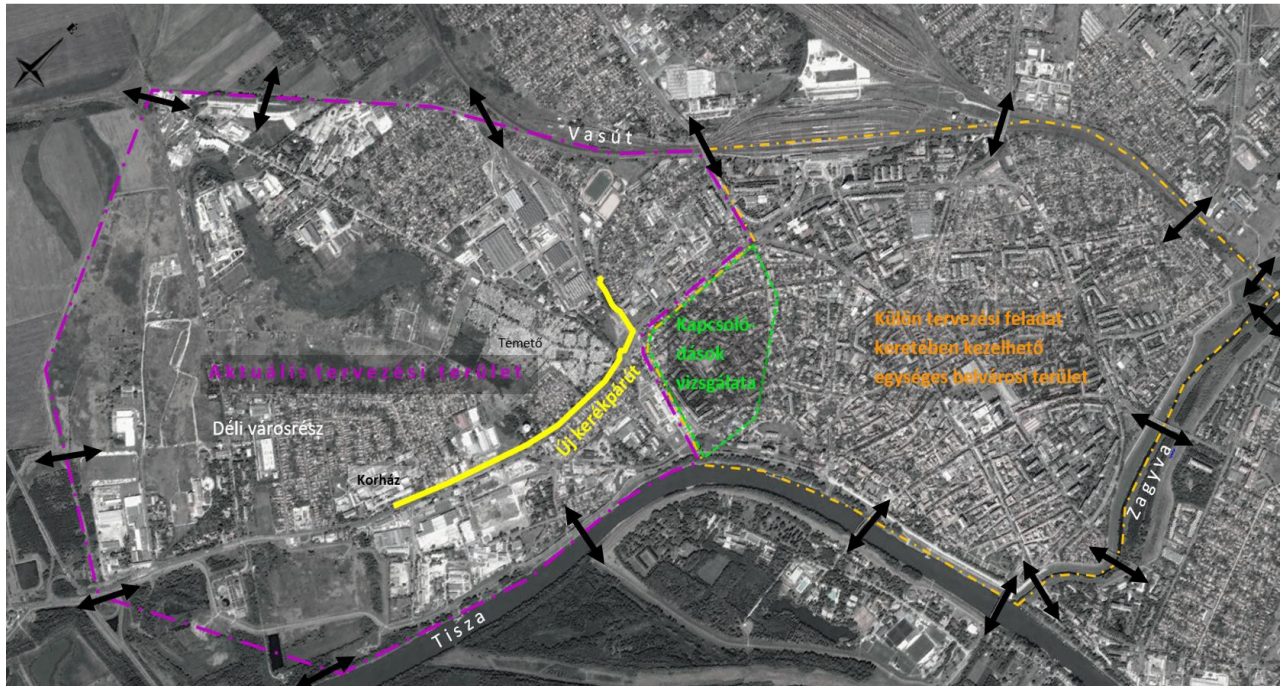 Vasút
Témető
Kapcsoló-
dások
vizsgálata
Külön tervezési feladat
keretében kezelhető
egységes belvárosi terület
Aktuális tervezési terület
Új kerékpárút
Déli városrész
Korház
Zagyva
Tisza